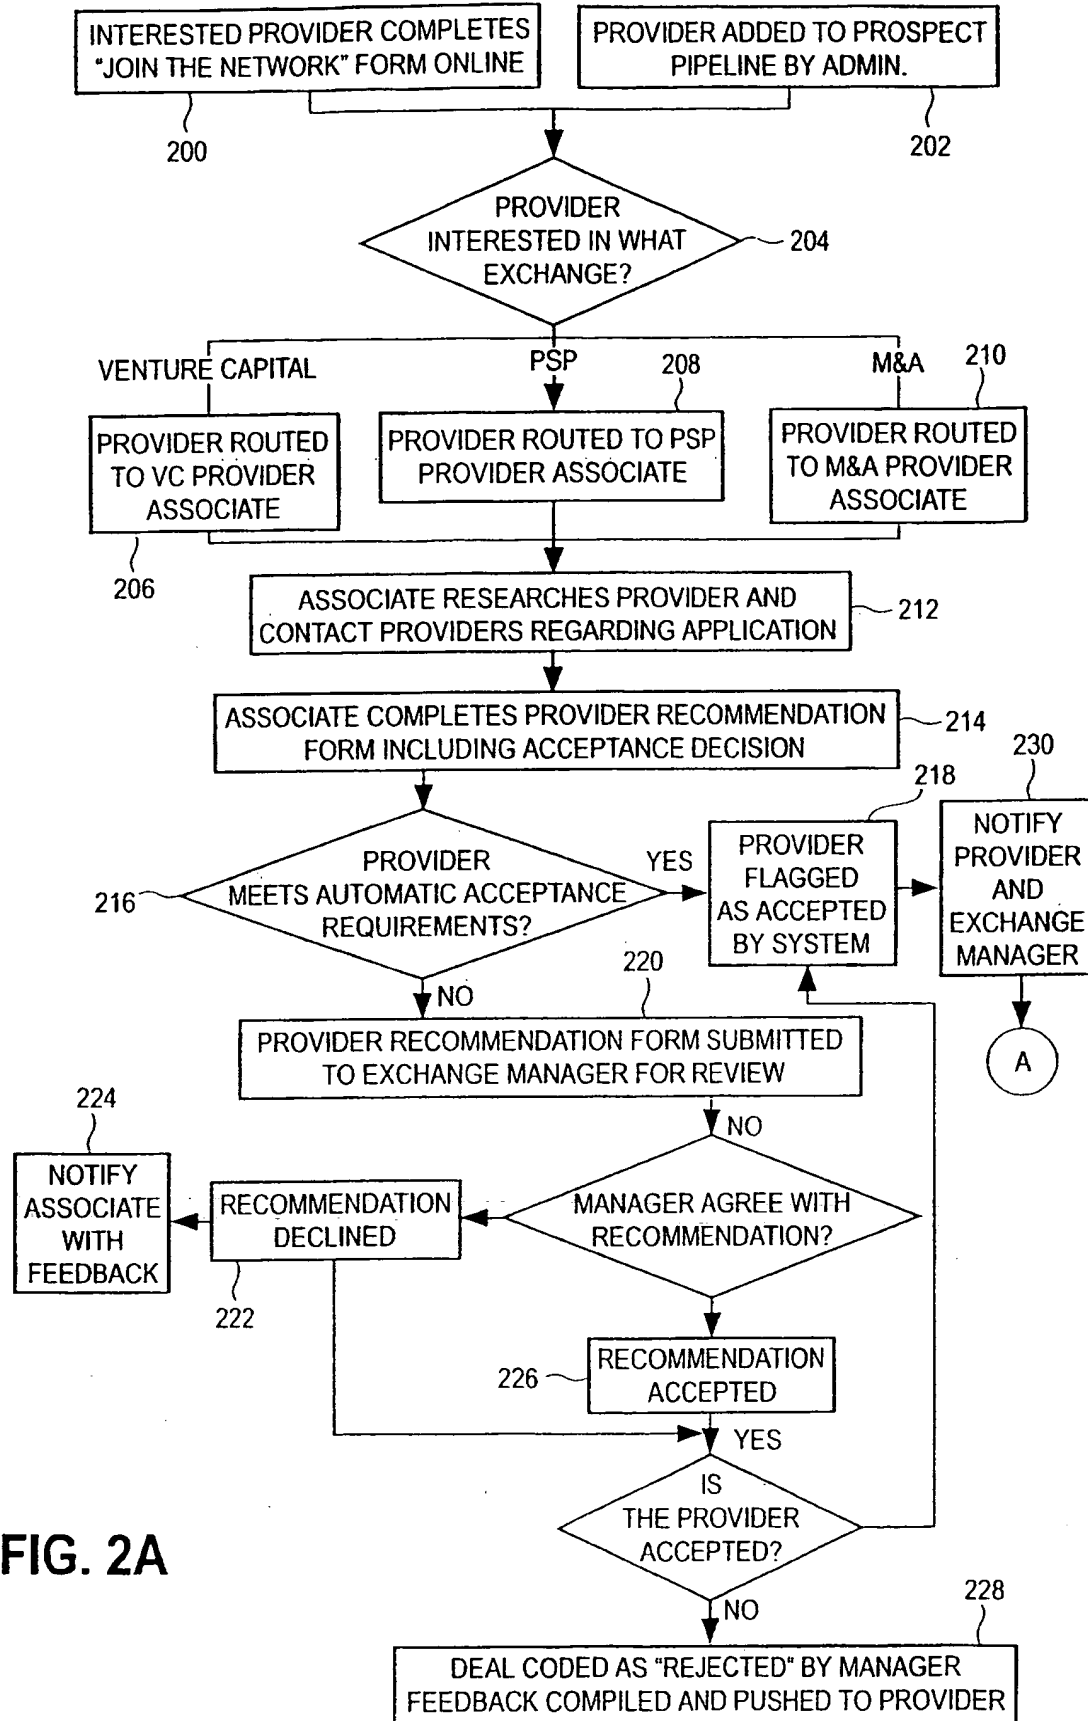 INTERESTED PROVIDER COMPLETES
"JOIN THE NETWORK" FORM ONLINE
PROVIDER ADDED TO PROSPECT
PIPELINE BY ADMIN.
200
202
PROVIDER
INTERESTED IN WHAT
EXCHANGE?
204
VENTURE CAPITAL
PSP
M&A
208
210
PROVIDER ROUTED
TO VC PROVIDER
ASSOCIATE
PROVIDER ROUTED TO PSP
PROVIDER ASSOCIATE
PROVIDER ROUTED
TO M&A PROVIDER
ASSOCIATE
206
ASSOCIATE RESEARCHES PROVIDER AND
CONTACT PROVIDERS REGARDING APPLICATION
212
ASSOCIATE COMPLETES PROVIDER RECOMMENDATION
FORM INCLUDING ACCEPTANCE DECISION
214
216
PROVIDER
MEETS AUTOMATIC ACCEPTANCE
REQUIREMENTS?
YES
218
PROVIDER
FLAGGED
AS ACCEPTED
BY SYSTEM
230
NOTIFY
PROVIDER
AND
EXCHANGE
MANAGER
A
NO
220
PROVIDER RECOMMENDATION FORM SUBMITTED
TO EXCHANGE MANAGER FOR REVIEW
NO
224
NOTIFY
ASSOCIATE
WITH
FEEDBACK
RECOMMENDATION
DECLINED
222
MANAGER AGREE WITH
RECOMMENDATION?
226
RECOMMENDATION
ACCEPTED
YES
IS
THE PROVIDER
ACCEPTED?
NO
228
DEAL CODED AS "REJECTED" BY MANAGER
FEEDBACK COMPILED AND PUSHED TO PROVIDER
FIG. 2A